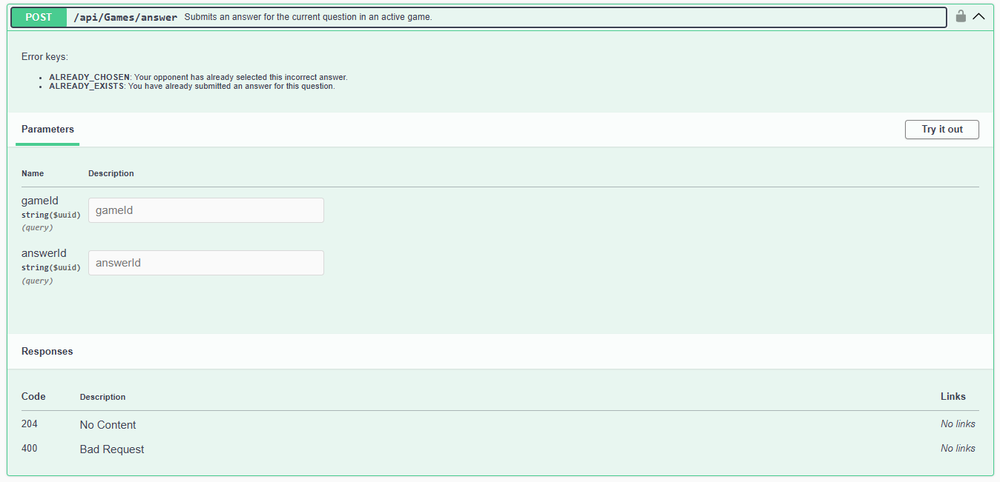 POST /api/Games/answer Submits an answer for the current question in an active game.
Error keys:
• ALREADY_CHOSEN: Your opponent has already selected this incorrect answer.
• ALREADY_EXISTS: You have already submitted an answer for this question.
Parameters Try it out
Name Description
gameId
string($uuid)
(query)
gameId
answerId
string($uuid)
(query)
answerId
Responses
Code Description Links
204 No Content No links
400 Bad Request No links